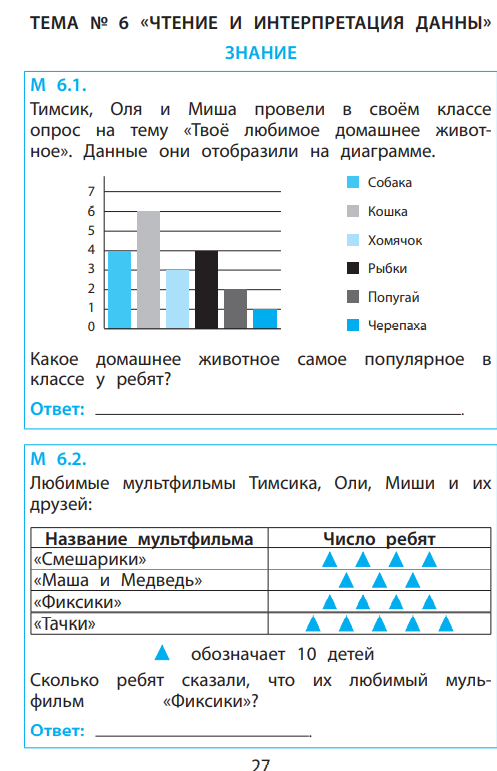 ТЕМА № 6 «ЧТЕНИЕ И ИНТЕРПРЕТАЦИЯ ДАННЫ»
ЗНАНИЕ
М 6.1.
Тимсик, Оля и Миша провели в своём классе
опрос на тему «Твоё любимое домашнее живот-
ное». Данные они отобразили на диаграмме.
7
6
5
4
3
2
1
0
Собака
Кошка
Хомячок
Рыбки
Попугай
Черепаха
Какое домашнее животное самое популярное в
классе у ребят?
Ответ: .
М 6.2.
Любимые мультфильмы Тимсика, Оли, Миши и их
друзей:
Название мультфильма Число ребят
«Смешарики»
«Маша и Медведь»
«Фиксики»
«Тачки»
обозначает 10 детей
Сколько ребят сказали, что их любимый муль-
фильм «Фиксики»?
Ответ: .
27